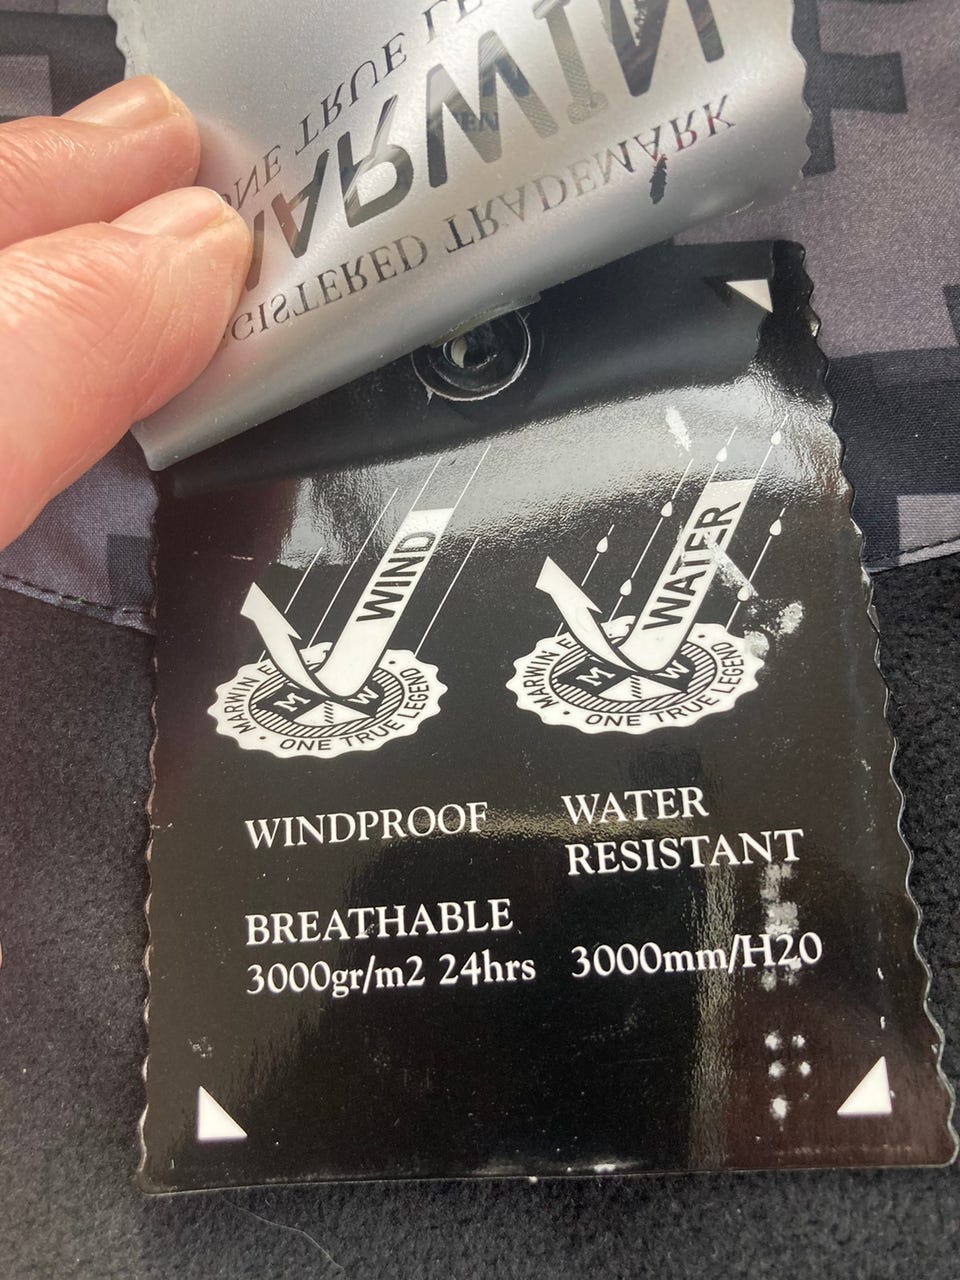 ONE TRUE LE
MARWIN
REGISTERED TRADEMARK
WIND
WATER
MARWIN E
M W
• ONE TRUE LEGEND
MARWIN E
M W
• ONE TRUE LEGEND
WINDPROOF
WATER
RESISTANT
BREATHABLE
3000gr/m2 24hrs
3000mm/H20